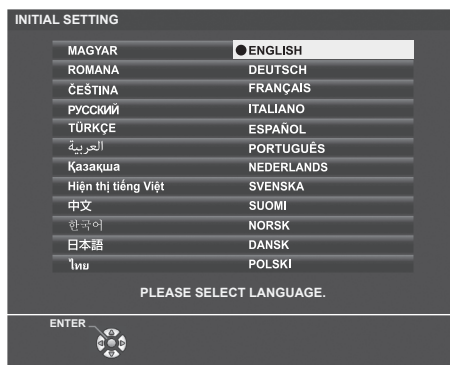 INITIAL SETTING
MAGYAR ●ENGLISH
ROMANA DEUTSCH
ČEŠTINA FRANÇAIS
РУССКИЙ ITALIANO
TÜRKÇE ESPAÑOL
العربية PORTUGUÊS
Қазақша NEDERLANDS
Hiện thị tiếng Việt SVENSKA
中文 SUOMI
한국어 NORSK
日本語 DANSK
ไทย POLSKI
PLEASE SELECT LANGUAGE.
ENTER